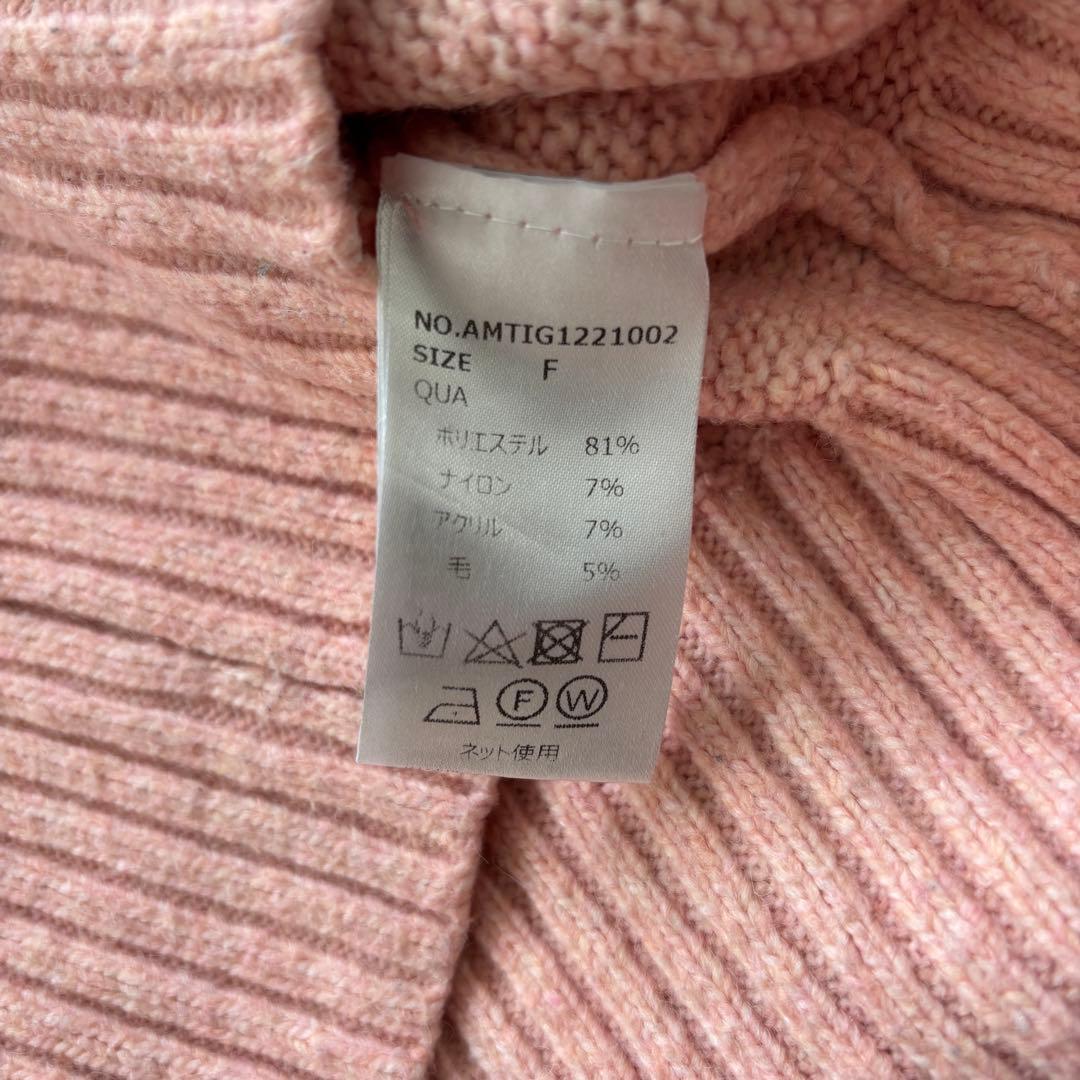 NO.AMTIG1221002
SIZE F
QUA
ポリエステル 81%
ナイロン 7%
アクリル 7%
毛 5%
F W
ネット使用